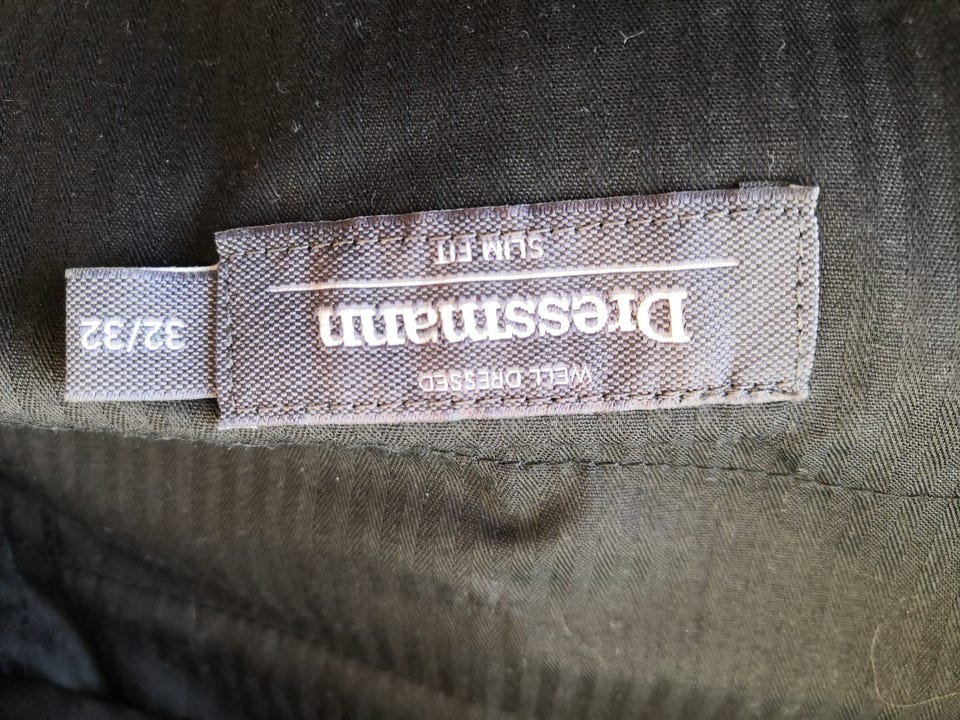 WELL DRESSED
Dressmann
SLIM FIT
32/32